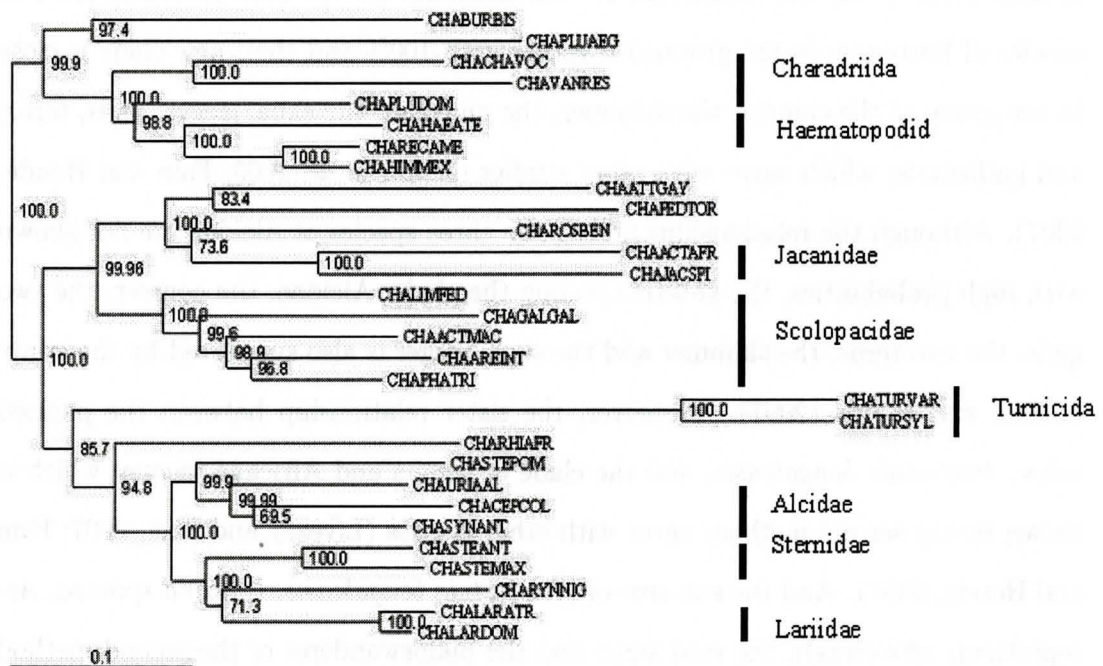 CHABURBIS
97.4
CHAPLUAEG
99.9
CHACHAVOC
100.0
CHAVANRES
Charadriida
100.0
CHAPLUDOM
98.8
CHAHAEATE
Haematopodid
100.0
CHARECAME
100.0
CHAHIMMEX
100.0
CHAATTGAY
83.4
CHAPEDTOR
100.0
CHAROSBEN
73.6
CHAACTAFR
Jacanidae
100.0
CHAJACSPI
99.96
CHALIMFED
100.0
CHAGALGAL
99.6
CHAACTMAC
Scolopacidae
98.9
CHAAREINT
96.8
CHAPHATRI
100.0
CHATURVAR
100.0
Turnicida
CHATURSYL
85.7
CHARHIAFR
94.8
CHASTEPOM
99.9
CHAURIAAL
99.99
CHACEPCOL
Alcidae
69.5
CHASYNANT
100.0
CHASTEANT
Sternidae
100.0
CHASTEMAX
100.0
CHARYNNIG
71.3
CHALARATR
100.0
CHALARDOM
Lariidae
0.1